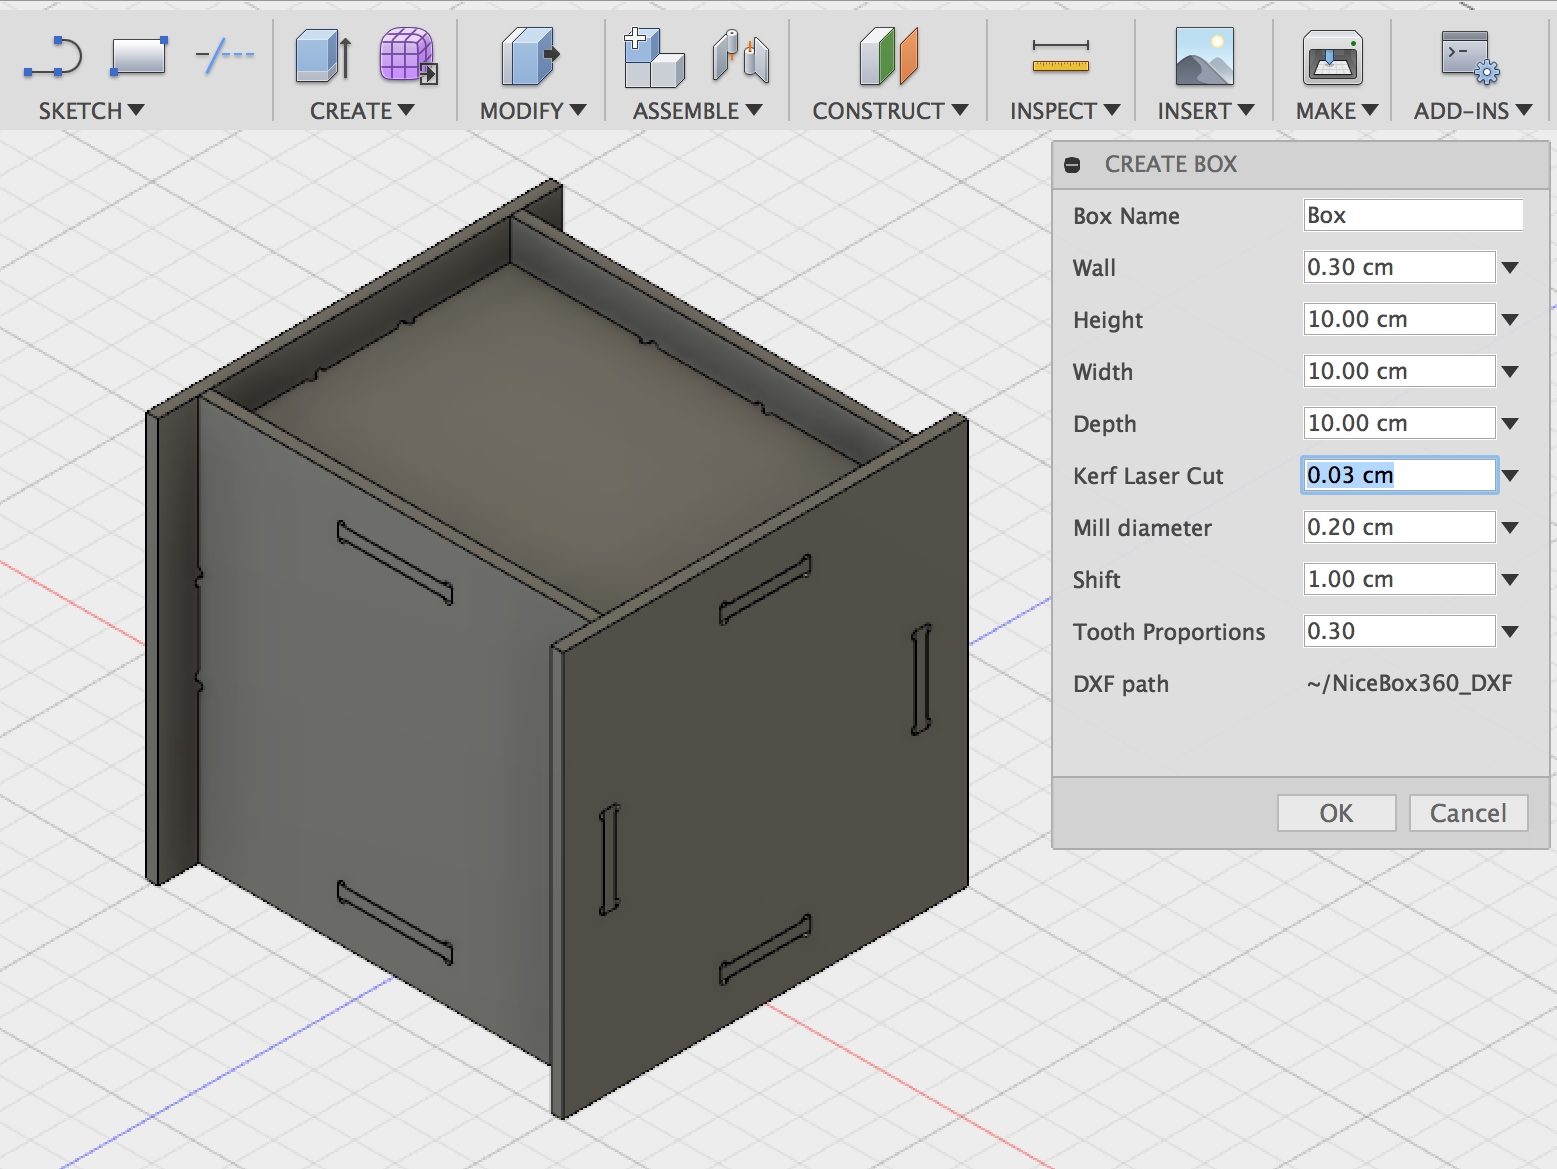 SKETCH
CREATE
MODIFY
ASSEMBLE
CONSTRUCT
INSPECT
INSERT
MAKE
ADD-INS
CREATE BOX
Box Name Box
Wall 0.30 cm
Height 10.00 cm
Width 10.00 cm
Depth 10.00 cm
Kerf Laser Cut 0.03 cm
Mill diameter 0.20 cm
Shift 1.00 cm
Tooth Proportions 0.30
DXF path ~/NiceBox360_DXF
OK Cancel